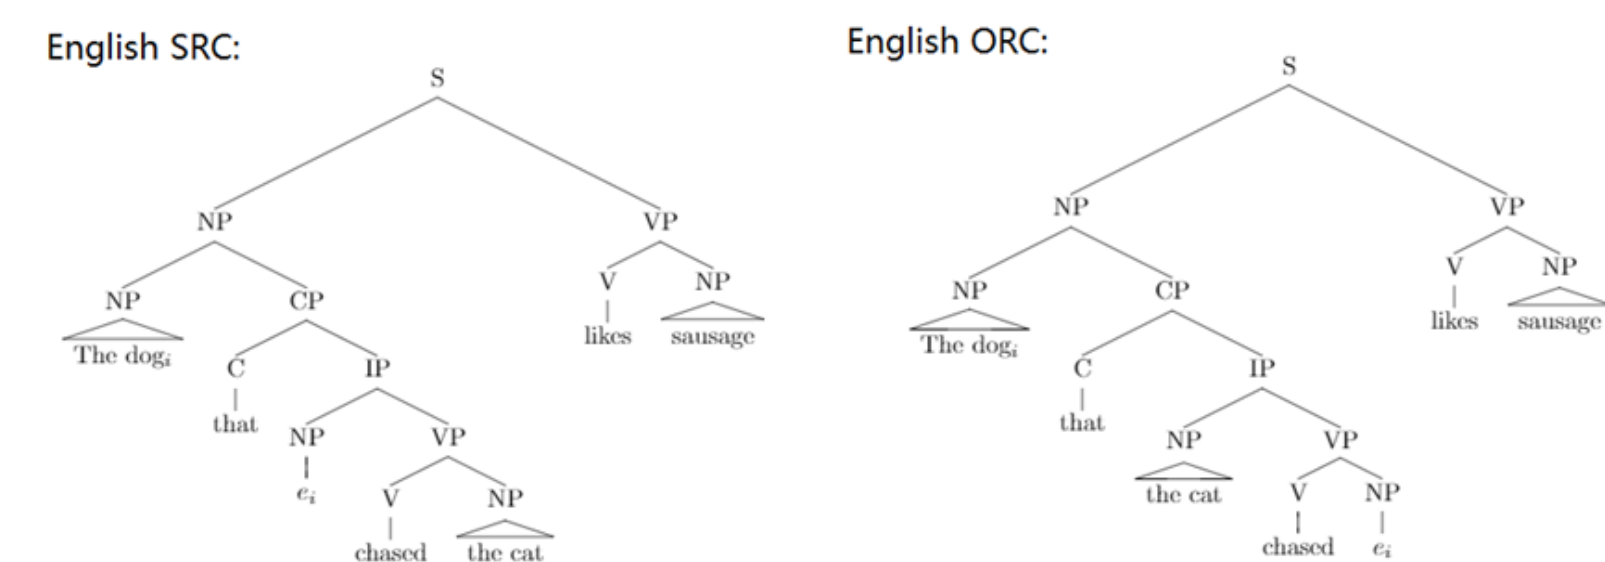 English SRC:
S
NP VP
NP CP V NP
The dogᵢ likes sausage
C IP
that
NP VP
eᵢ V NP
chased the cat
English ORC:
S
NP VP
NP CP V NP
The dogᵢ likes sausage
C IP
that
NP VP
the cat V NP
chased eᵢ